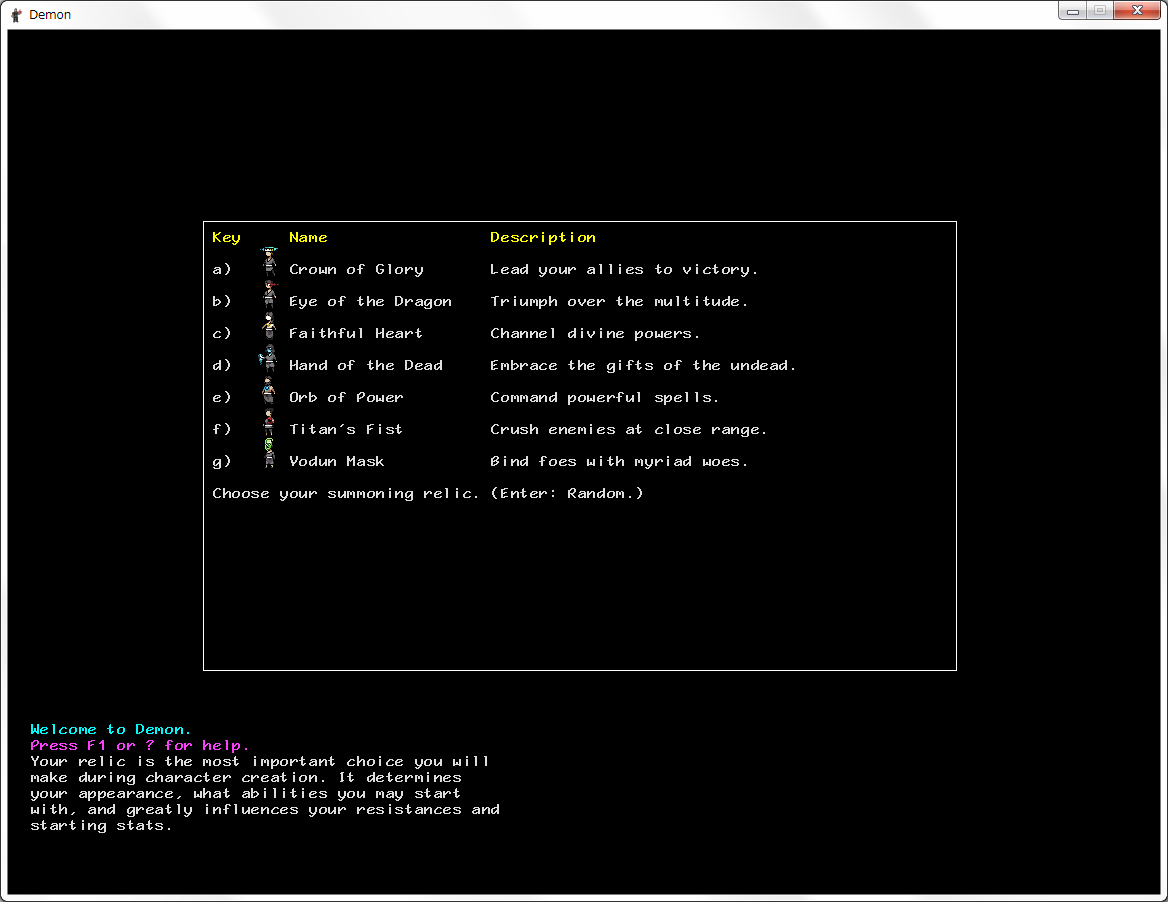 Demon
Key Name Description
a) Crown of Glory Lead your allies to victory.
b) Eye of the Dragon Triumph over the multitude.
c) Faithful Heart Channel divine powers.
d) Hand of the Dead Embrace the gifts of the undead.
e) Orb of Power Command powerful spells.
f) Titan's Fist Crush enemies at close range.
g) Vodun Mask Bind foes with myriad woes.
Choose your summoning relic. (Enter: Random.)
Welcome to Demon.
Press F1 or ? for help.
Your relic is the most important choice you will
make during character creation. It determines
your appearance, what abilities you may start
with, and greatly influences your resistances and
starting stats.